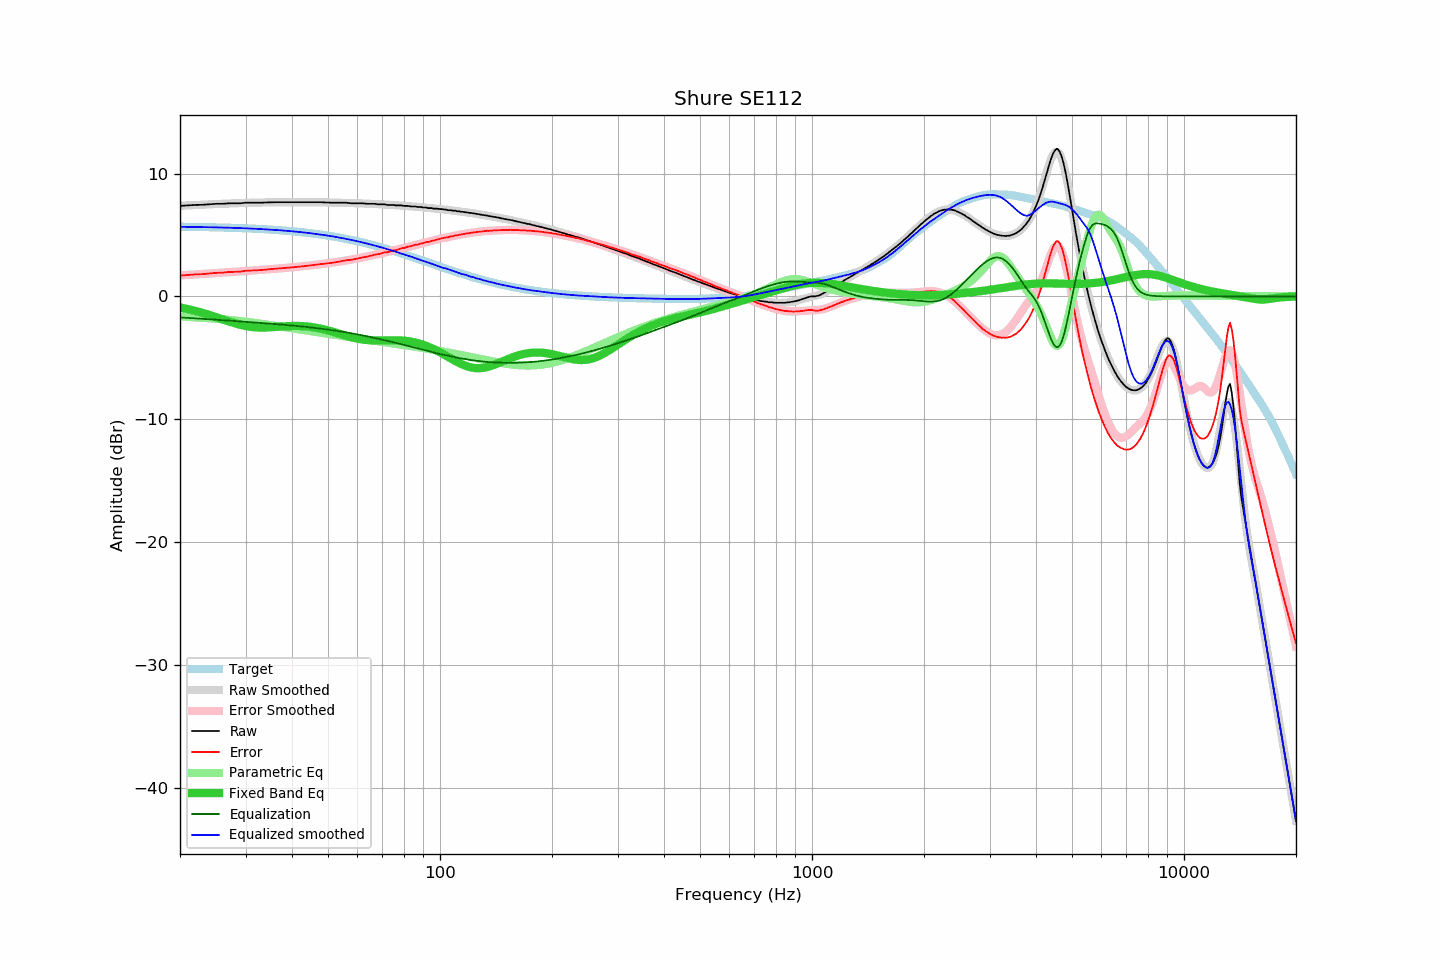 Shure SE112
Amplitude (dBr)
10
0
−10
−20
−30
−40
Target
Raw Smoothed
Error Smoothed
Raw
Error
Parametric Eq
Fixed Band Eq
Equalization
Equalized smoothed
100 1000 10000
Frequency (Hz)